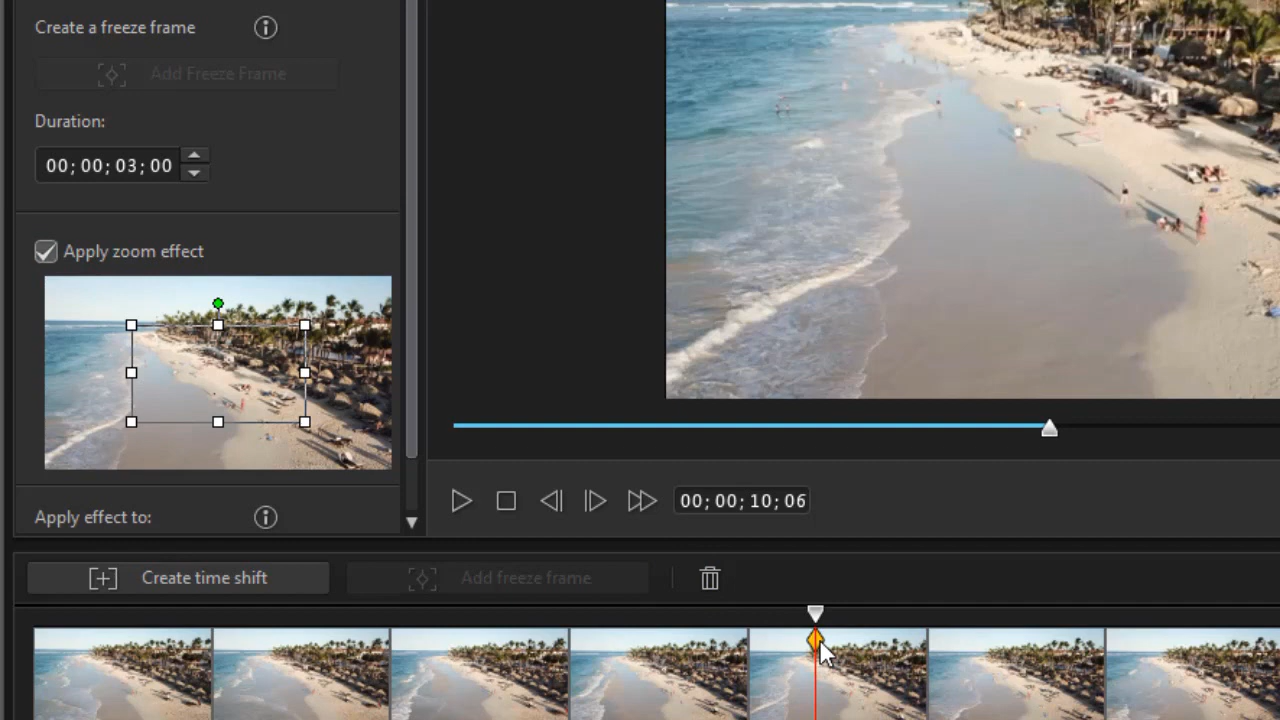 Create a freeze frame
Add Freeze Frame
Duration:
00; 00; 03; 00
Apply zoom effect
Apply effect to:
00; 00; 10; 06
Create time shift
Add freeze frame